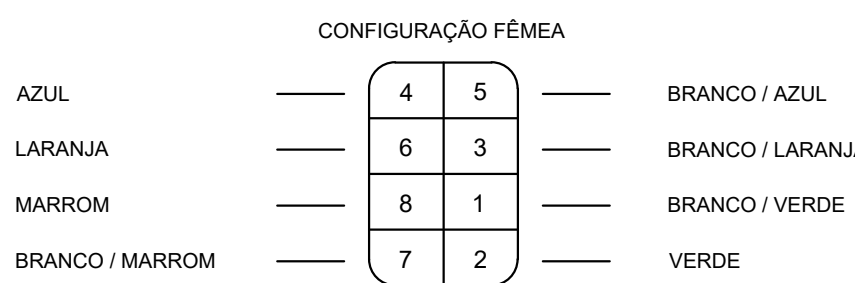 CONFIGURAÇÃO FÊMEA
AZUL 4 5 BRANCO / AZUL
LARANJA 6 3 BRANCO / LARANJA
MARROM 8 1 BRANCO / VERDE
BRANCO / MARROM 7 2 VERDE